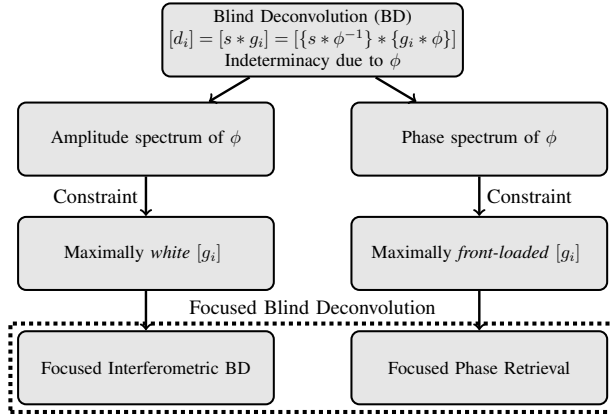 Blind Deconvolution (BD)
[d_i] = [s * g_i] = [{s * ϕ^{-1}} * {g_i * ϕ}]
Indeterminacy due to ϕ
Amplitude spectrum of ϕ
Phase spectrum of ϕ
Constraint
Constraint
Maximally white [g_i]
Maximally front-loaded [g_i]
Focused Blind Deconvolution
Focused Interferometric BD
Focused Phase Retrieval